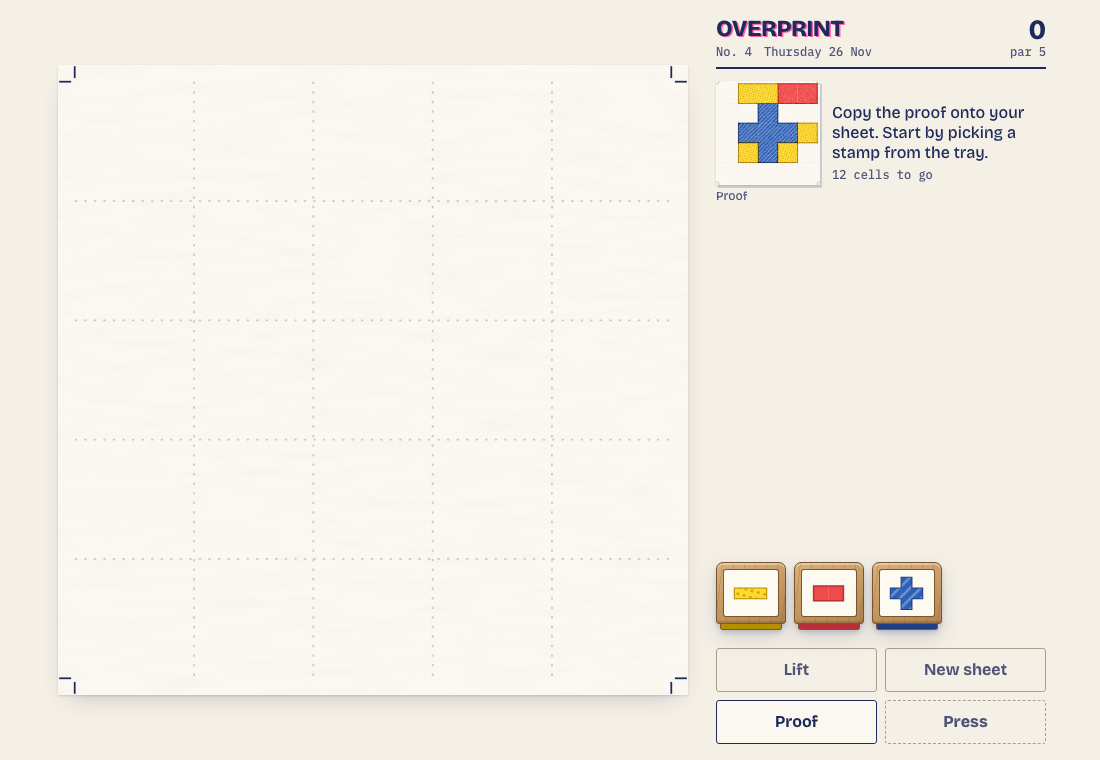 OVERPRINT
0
No. 4 Thursday 26 Nov
par 5
Copy the proof onto your
sheet. Start by picking a
stamp from the tray.
12 cells to go
Proof
Lift
New sheet
Proof
Press